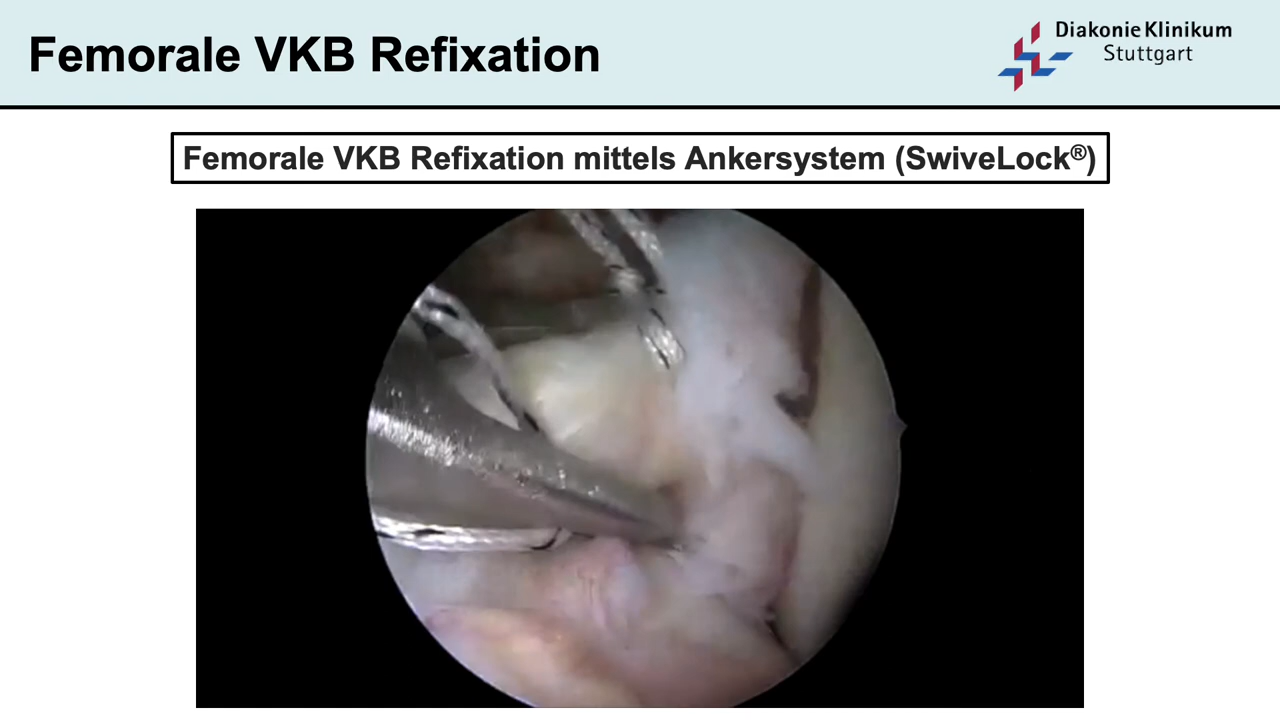 Femorale VKB Refixation
Diakonie Klinikum
Stuttgart
Femorale VKB Refixation mittels Ankersystem (SwiveLock®)